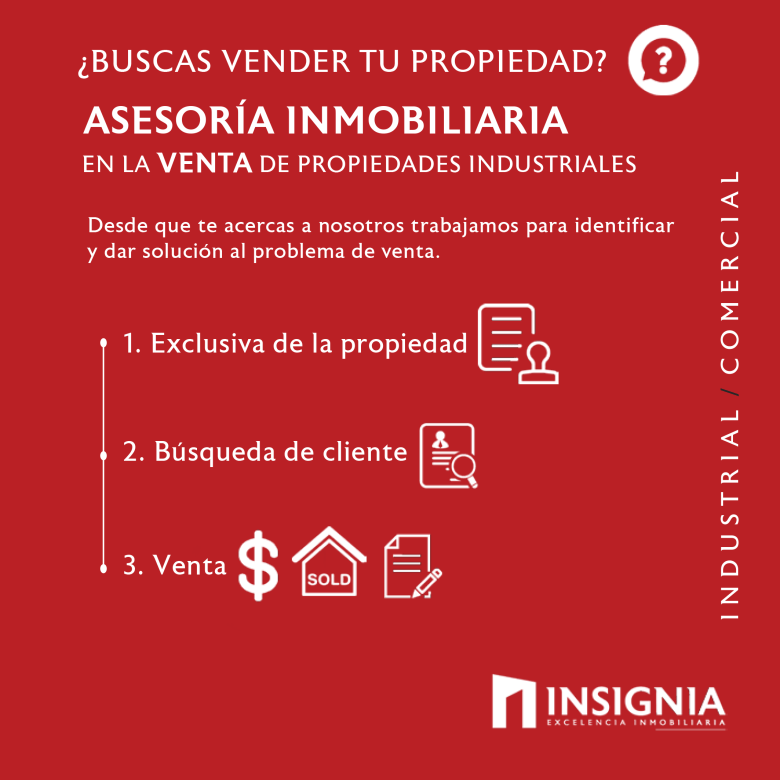 ¿BUSCAS VENDER TU PROPIEDAD?
?
ASESORÍA INMOBILIARIA
EN LA VENTA DE PROPIEDADES INDUSTRIALES
Desde que te acercas a nosotros trabajamos para identificar
y dar solución al problema de venta.
1. Exclusiva de la propiedad
2. Búsqueda de cliente
3. Venta $ SOLD
INDUSTRIAL / COMERCIAL
INSIGNIA
EXCELENCIA INMOBILIARIA